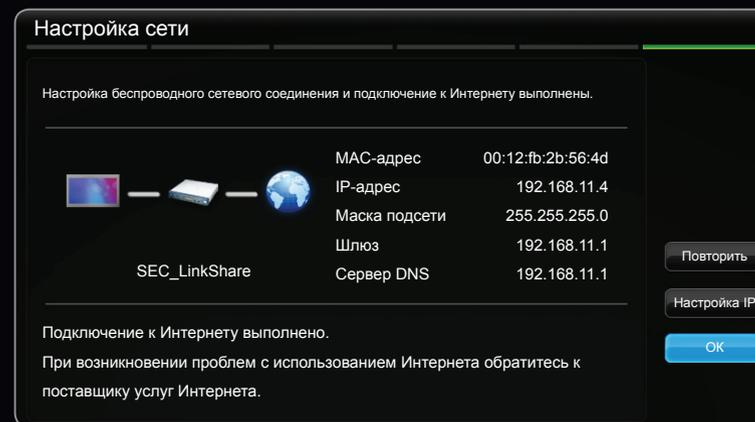 Настройка сети
Настройка беспроводного сетевого соединения и подключение к Интернету выполнены.
MAC-адрес 00:12:fb:2b:56:4d
IP-адрес 192.168.11.4
Маска подсети 255.255.255.0
Шлюз 192.168.11.1
Сервер DNS 192.168.11.1
SEC_LinkShare
Повторить
Настройка IP
ОК
Подключение к Интернету выполнено.
При возникновении проблем с использованием Интернета обратитесь к
поставщику услуг Интернета.